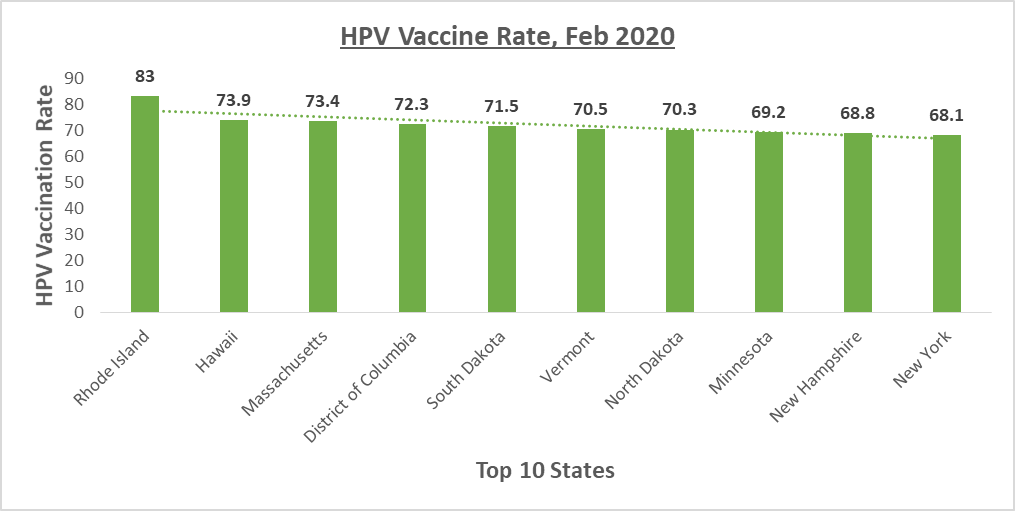 HPV Vaccine Rate, Feb 2020
HPV Vaccination Rate
90
80
70
60
50
40
30
20
10
0
83
73.9
73.4
72.3
71.5
70.5
70.3
69.2
68.8
68.1
Rhode Island
Hawaii
Massachusetts
District of Columbia
South Dakota
Vermont
North Dakota
Minnesota
New Hampshire
New York
Top 10 States